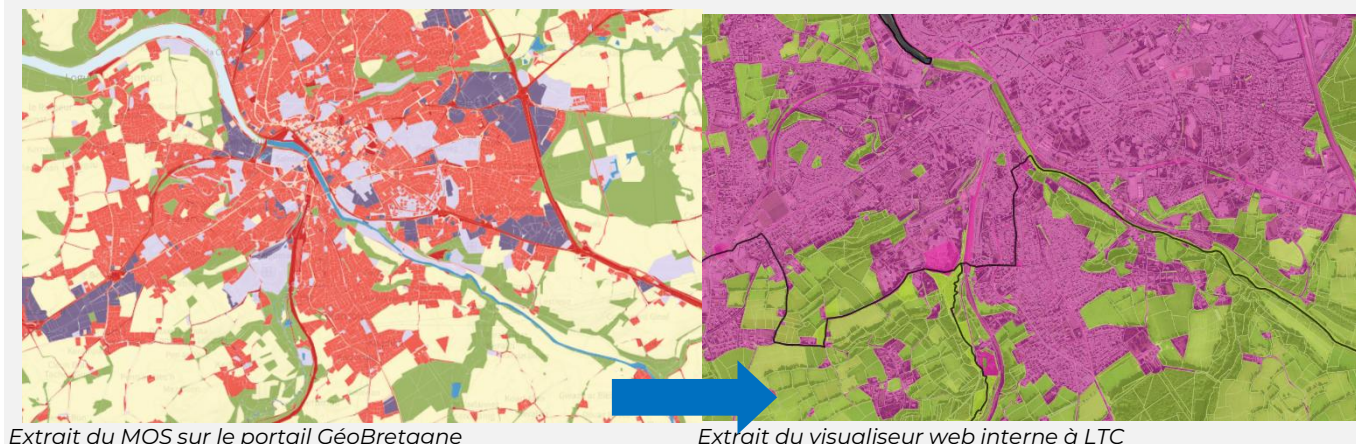 Extrait du MOS sur le portail GéoBretagne
Extrait du visualiseur web interne à LTC